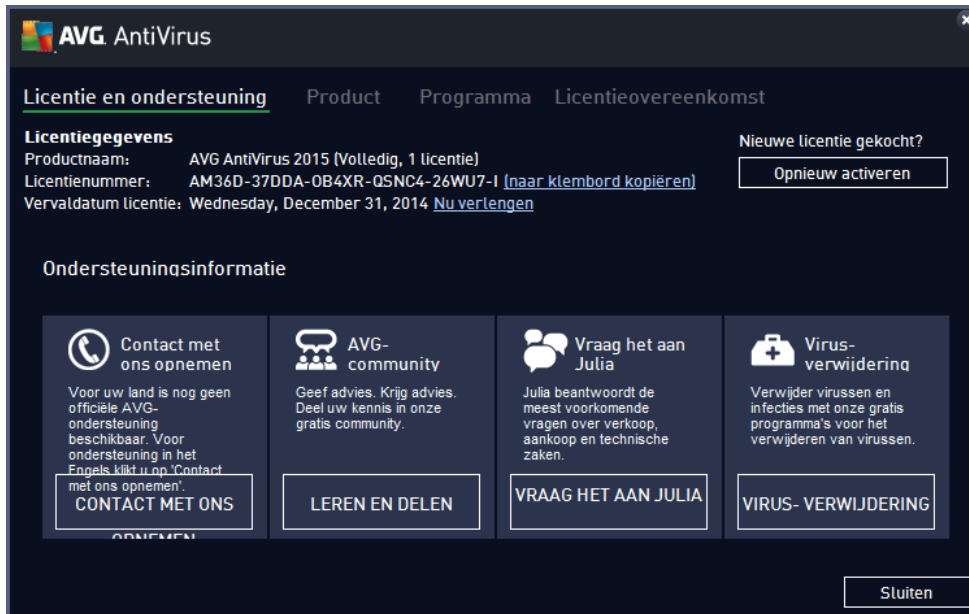 AVG. AntiVirus
Licentie en ondersteuning Product Programma Licentieovereenkomst
Licentiegegevens
Productnaam: AVG AntiVirus 2015 (Volledig, 1 licentie)
Licentienummer: AM36D-37DDA-OB4XR-QSNC4-26WU7-I (naar klembord kopiëren)
Vervaldatum licentie: Wednesday, December 31, 2014 Nu verlengen
Nieuwe licentie gekocht?
Opnieuw activeren
Ondersteuningsinformatie
Contact met
ons opnemen
Voor uw land is nog geen
officiële AVG-
ondersteuning
beschikbaar. Voor
ondersteuning in het
Engels klikt u op 'Contact
met ons opnemen'.
CONTACT MET ONS
OPNEMEN
AVG-
community
Geef advies. Krijg advies.
Deel uw kennis in onze
gratis community.
LEREN EN DELEN
Vraag het aan
Julia
Julia beantwoordt de
meest voorkomende
vragen over verkoop,
aankoop en technische
zaken.
VRAAG HET AAN JULIA
Virus-
verwijdering
Verwijder virussen en
infecties met onze gratis
programma's voor het
verwijderen van virussen.
VIRUS- VERWIJDERING
Sluiten